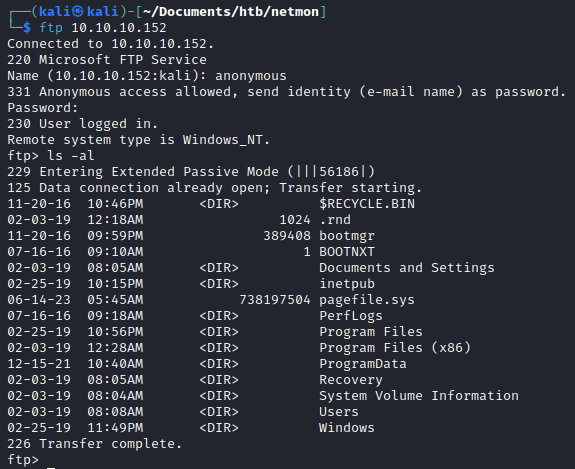 ┌──(kali㉿kali)-[~/Documents/htb/netmon]
└─$ ftp 10.10.10.152
Connected to 10.10.10.152.
220 Microsoft FTP Service
Name (10.10.10.152:kali): anonymous
331 Anonymous access allowed, send identity (e-mail name) as password.
Password:
230 User logged in.
Remote system type is Windows_NT.
ftp> ls -al
229 Entering Extended Passive Mode (|||56186|)
125 Data connection already open; Transfer starting.
11-20-16  10:46PM       <DIR>          $RECYCLE.BIN
02-03-19  12:18AM                 1024 .rnd
11-20-16  09:59PM               389408 bootmgr
07-16-16  09:10AM                    1 BOOTNXT
02-03-19  08:05AM       <DIR>          Documents and Settings
02-25-19  10:15PM       <DIR>          inetpub
06-14-23  05:45AM            738197504 pagefile.sys
07-16-16  09:18AM       <DIR>          PerfLogs
02-25-19  10:56PM       <DIR>          Program Files
02-03-19  12:28AM       <DIR>          Program Files (x86)
12-15-21  10:40AM       <DIR>          ProgramData
02-03-19  08:05AM       <DIR>          Recovery
02-03-19  08:04AM       <DIR>          System Volume Information
02-03-19  08:08AM       <DIR>          Users
02-25-19  11:49PM       <DIR>          Windows
226 Transfer complete.
ftp>